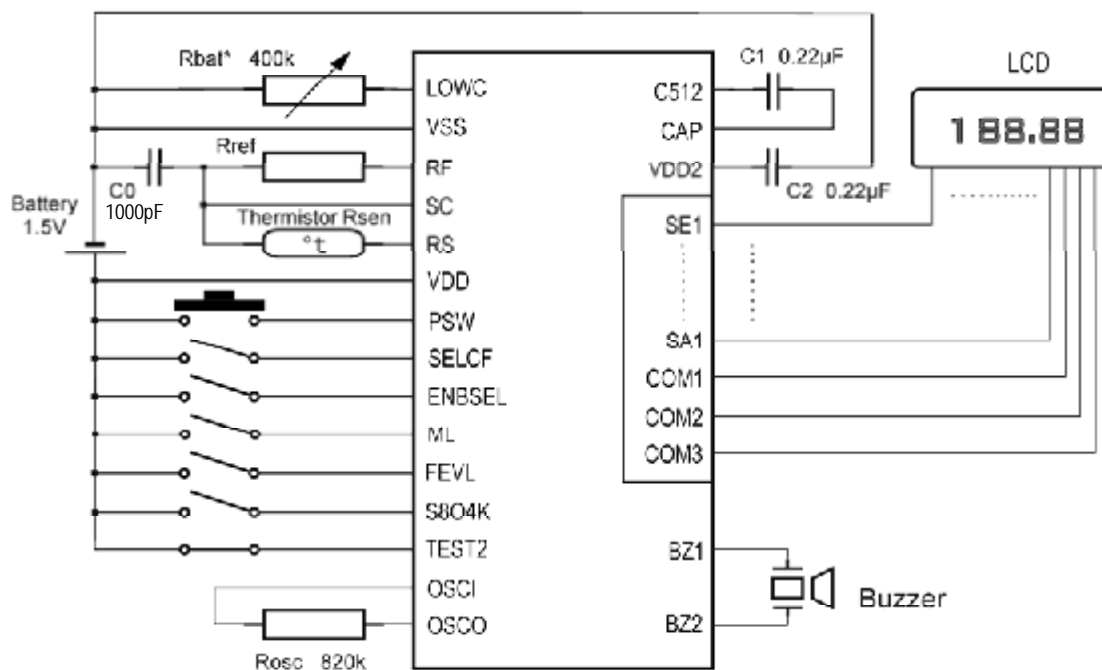 Rbat* 400k
LOWC
VSS
Rref
RF
C0
1000pF
SC
Thermistor Rsen
°t
RS
Battery
1.5V
VDD
PSW
SELCF
ENBSEL
ML
FEVL
S8O4K
TEST2
OSCI
OSCO
Rosc 820k
C1 0.22µF
C512
CAP
VDD2
C2 0.22µF
SE1
SA1
COM1
COM2
COM3
BZ1
BZ2
Buzzer
LCD
188.88